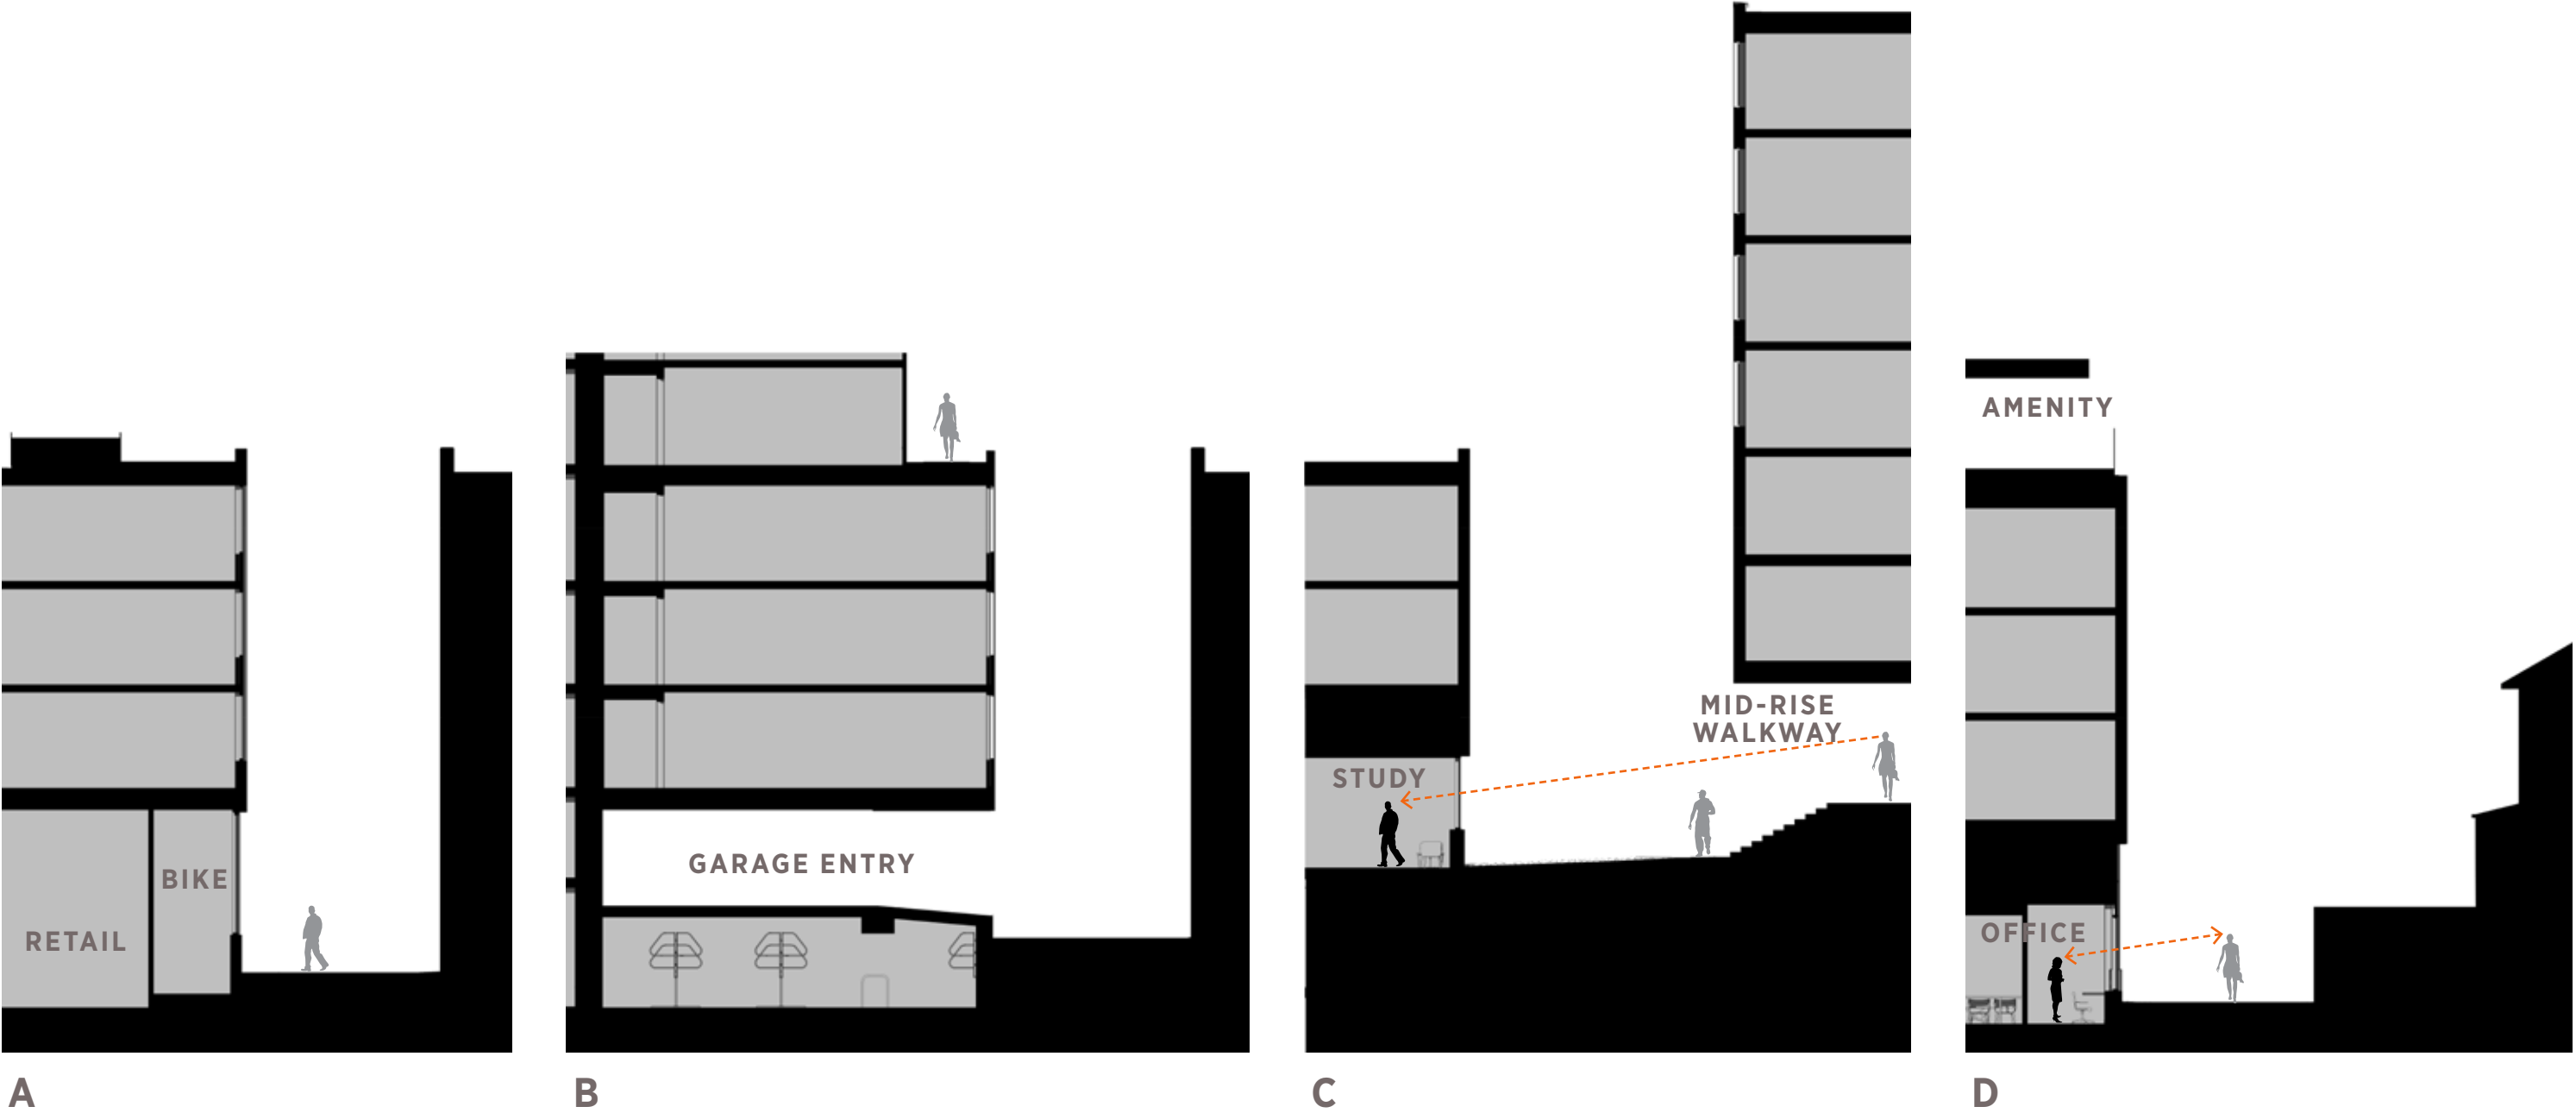 RETAIL
BIKE
A
GARAGE ENTRY
B
MID-RISE
WALKWAY
STUDY
C
AMENITY
OFFICE
D